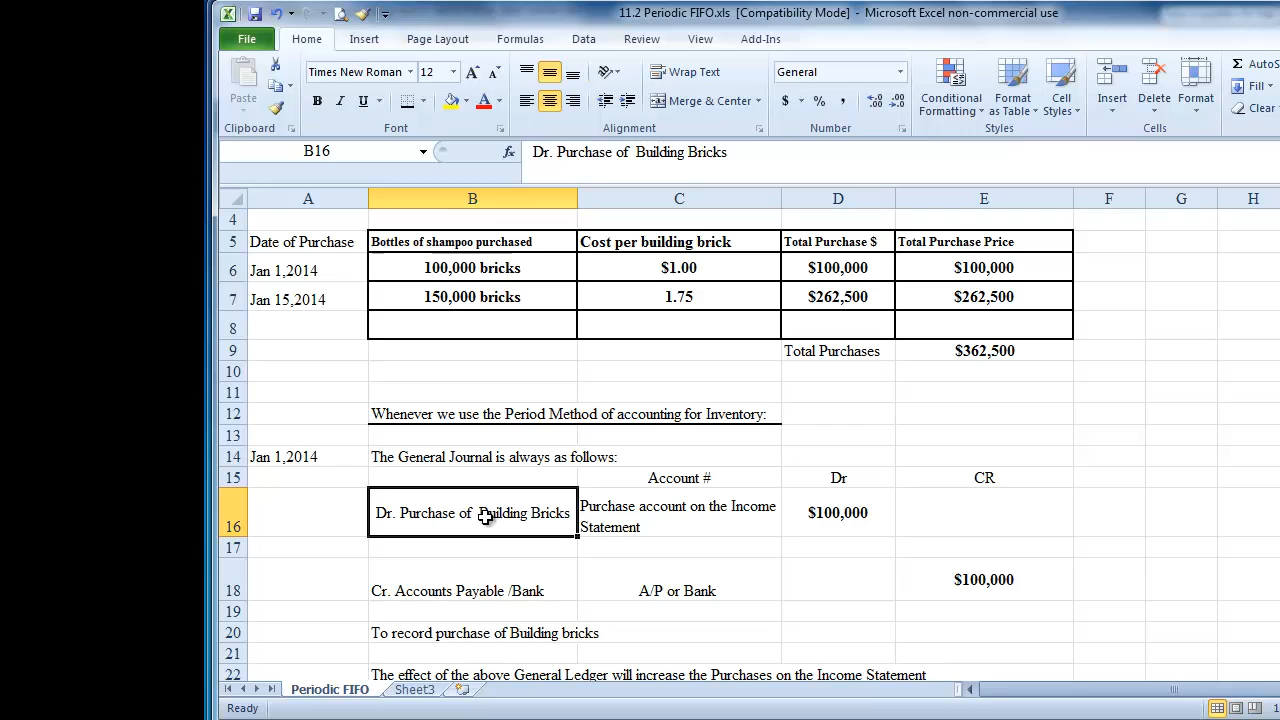 11.2 Periodic FIFO.xls [Compatibility Mode] - Microsoft Excel non-commercial use
File Home Insert Page Layout Formulas Data Review View Add-Ins
Times New Roman 12 Wrap Text General Σ AutoS
Paste B I U A Merge & Center $ % , Conditional Formatting Format as Table Cell Styles Insert Delete Format Fill Clear
Clipboard Font Alignment Number Styles Cells
B16 fx Dr. Purchase of Building Bricks
A B C D E F G H
4
5 Date of Purchase Bottles of shampoo purchased Cost per building brick Total Purchase $ Total Purchase Price
6 Jan 1,2014 100,000 bricks $1.00 $100,000 $100,000
7 Jan 15,2014 150,000 bricks 1.75 $262,500 $262,500
8
9 Total Purchases $362,500
10
11
12 Whenever we use the Period Method of accounting for Inventory:
13
14 Jan 1,2014 The General Journal is always as follows:
15 Account # Dr CR
16 Dr. Purchase of Building Bricks Purchase account on the Income Statement $100,000
17
18 Cr. Accounts Payable /Bank A/P or Bank $100,000
19
20 To record purchase of Building bricks
21
22 The effect of the above General Ledger will increase the Purchases on the Income Statement
Periodic FIFO Sheet3
Ready